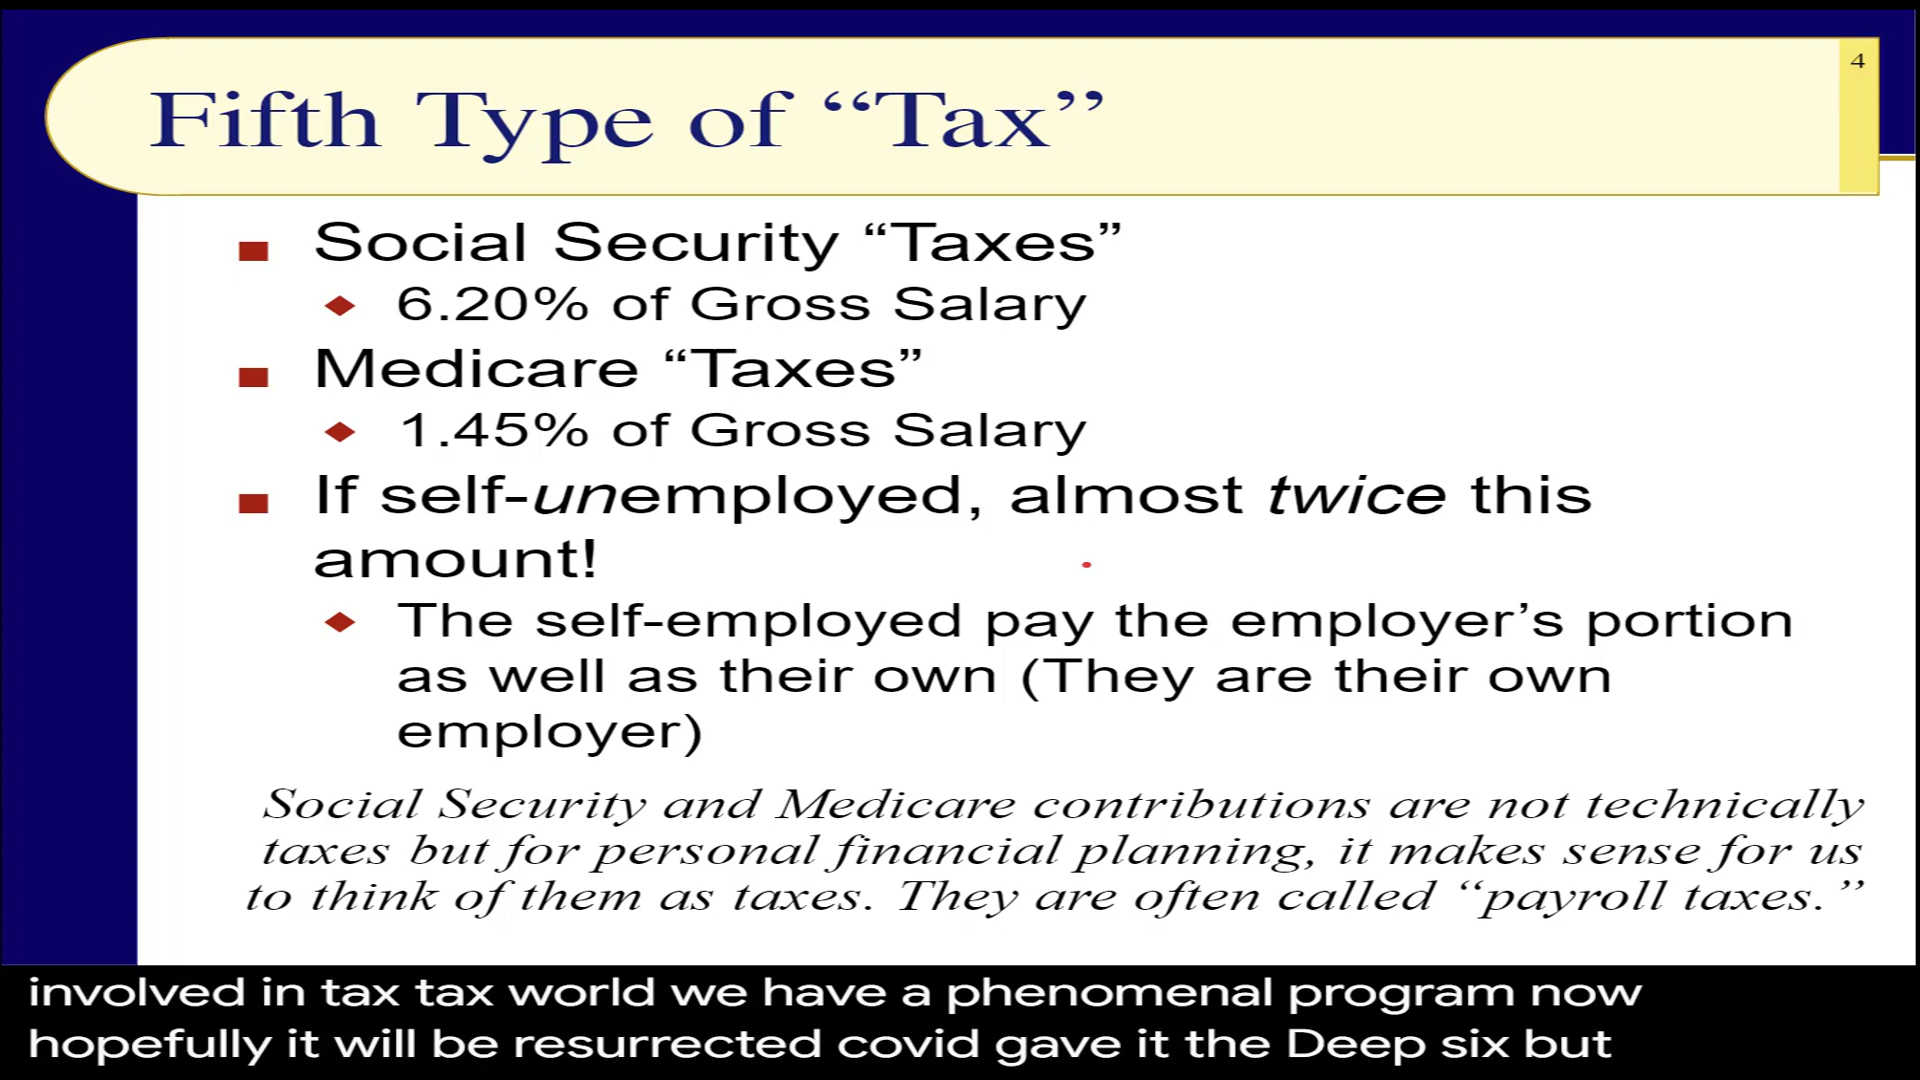 4
Fifth Type of “Tax”
Social Security “Taxes”
6.20% of Gross Salary
Medicare “Taxes”
1.45% of Gross Salary
If self-unemployed, almost twice this
amount!
The self-employed pay the employer’s portion
as well as their own (They are their own
employer)
Social Security and Medicare contributions are not technically
taxes but for personal financial planning, it makes sense for us
to think of them as taxes. They are often called “payroll taxes.”
involved in tax tax world we have a phenomenal program now
hopefully it will be resurrected covid gave it the Deep six but